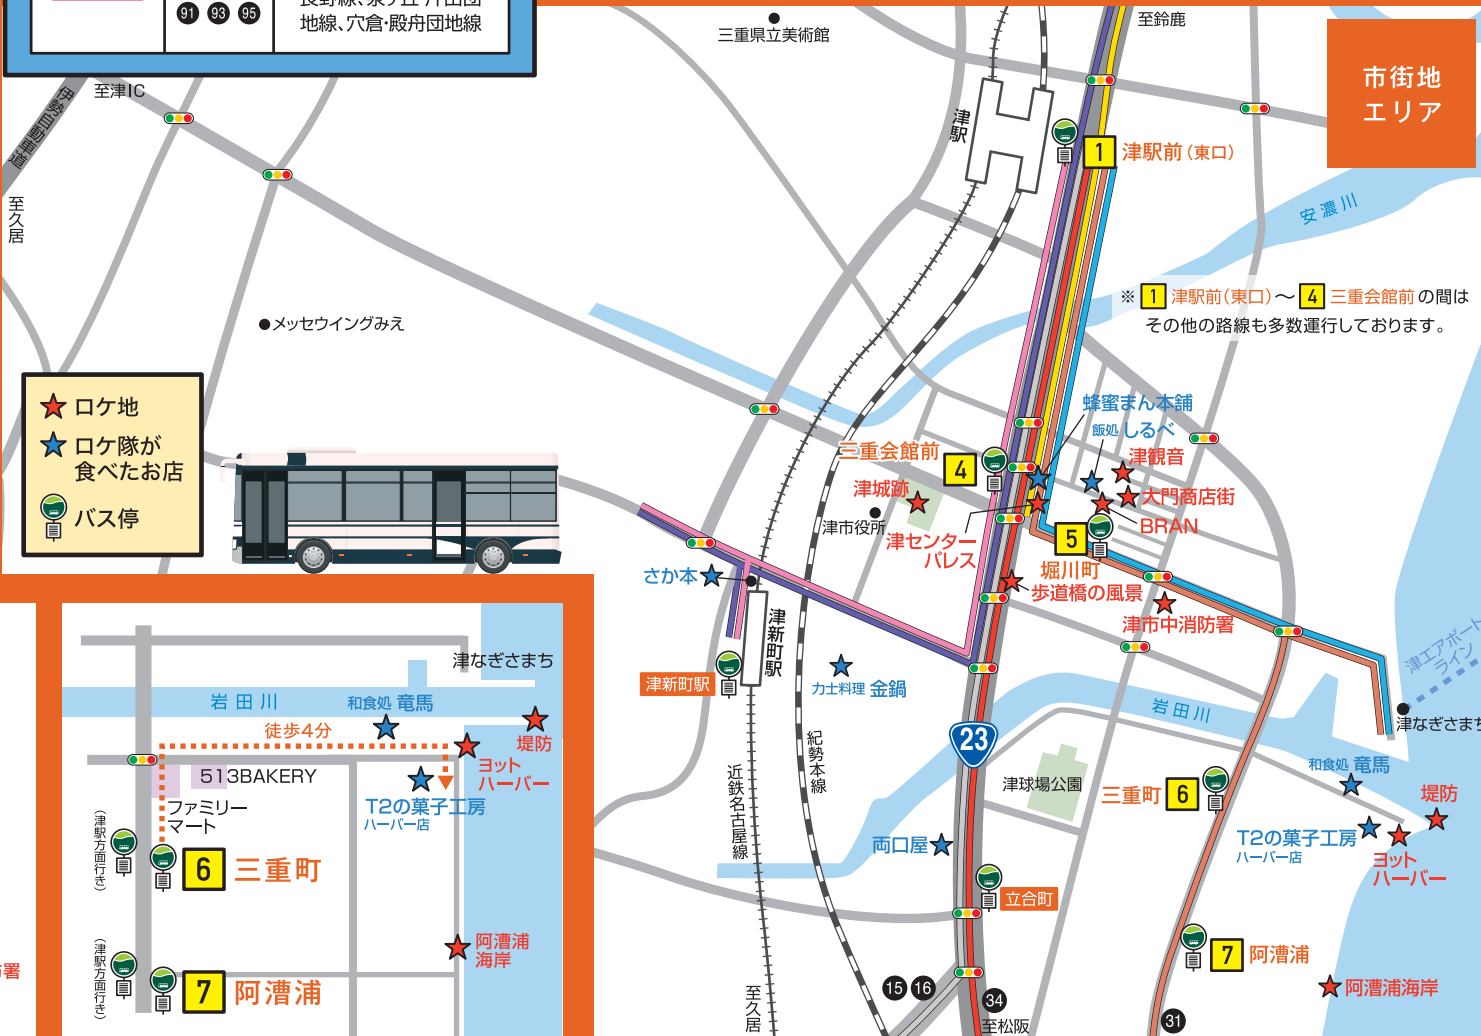 91 93 95
地線、穴倉・殿舟団地線
至津IC
伊勢自動車道
至久居
三重県立美術館
至鈴鹿
市街地
エリア
津駅
1 津駅前(東口)
安濃川
※ 1 津駅前(東口)〜 4 三重会館前 の間は
その他の路線も多数運行しております。
メッセウイングみえ
ロケ地
ロケ隊が
食べたお店
バス停
蜂蜜まん本舗
飯処 しるべ
三重会館前
4
津観音
津城跡
大門商店街
津市役所
BRAN
津センター
パレス
5
堀川町
さか本
歩道橋の風景
津市中消防署
津新町駅
津新町駅
力士料理 金鍋
津エアポート
ライン
津なぎさまち
岩田川
23
紀勢本線
近鉄名古屋線
津球場公園
三重町 6
和食処 竜馬
堤防
T2の菓子工房
ハーバー店
ヨット
ハーバー
両口屋
立合町
7 阿漕浦
阿漕浦海岸
15 16
34
至松阪
31
至久居
津なぎさまち
岩田川
和食処 竜馬
徒歩4分
堤防
513BAKERY
ヨット
ハーバー
ファミリー
マート
T2の菓子工房
ハーバー店
(津駅方面行き)
6 三重町
阿漕浦
海岸
(津駅方面行き)
7 阿漕浦
署